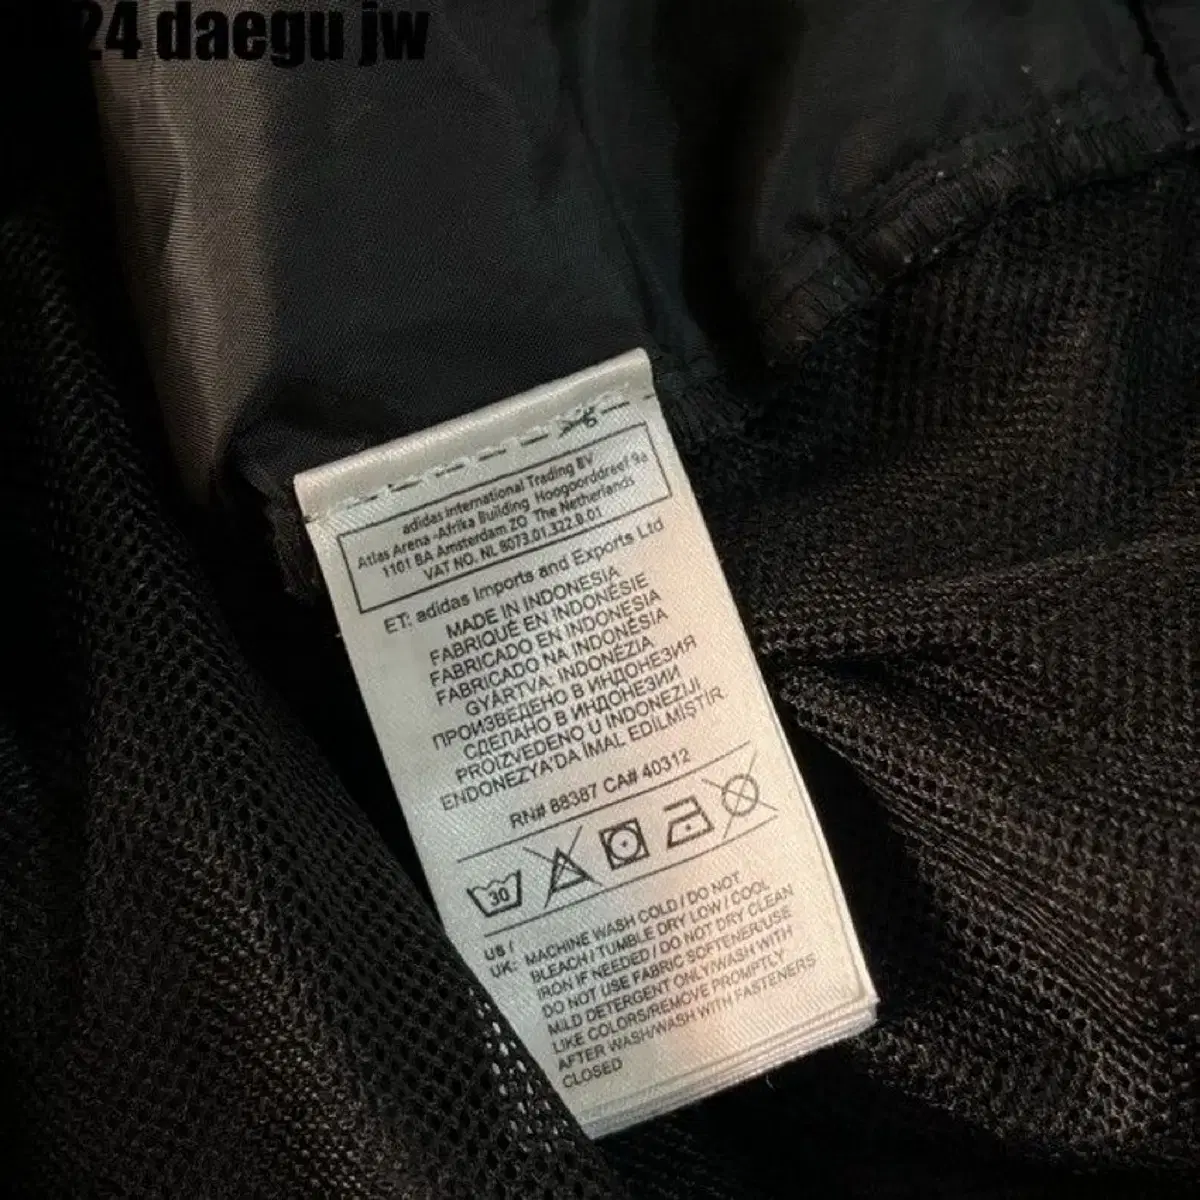 24 daegu jw
adidas International Trading BV
Atlas Arena -Afrika Building Hoogoorddreef 9a
1101 BA Amsterdam ZO The Netherlands
VAT NO. NL 8073.01.322.B.01
ET: adidas Imports and Exports Ltd
MADE IN INDONESIA
FABRIQUÉ EN INDONÉSIE
FABRICADO EN INDONESIA
FABRICADO NA INDONÉSIA
GYÁRTVA: INDONÉZIA
ПРОИЗВЕДЕНО В ИНДОНЕЗИЯ
СДЕЛАНО В ИНДОНЕЗИИ
PROIZVEDENO U INDONEZIJI
ENDONEZYA'DA İMAL EDİLMİŞTİR.
RN# 88387 CA# 40312
30
US /
UK: MACHINE WASH COLD / DO NOT
BLEACH / TUMBLE DRY LOW / COOL
IRON IF NEEDED / DO NOT DRY CLEAN
DO NOT USE FABRIC SOFTENER/USE
MILD DETERGENT ONLY/WASH WITH
LIKE COLORS/REMOVE PROMPTLY
AFTER WASH/WASH WITH FASTENERS
CLOSED